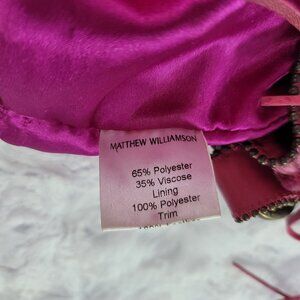 MATTHEW WILLIAMSON
65% Polyester
35% Viscose
Lining
100% Polyester
Trim